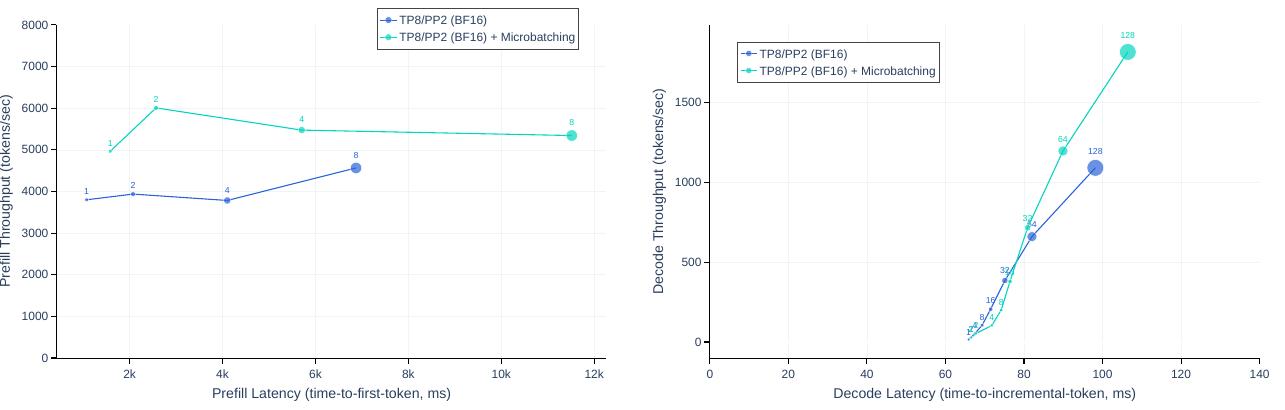 TP8/PP2 (BF16)
TP8/PP2 (BF16) + Microbatching
8000
7000
6000
5000
4000
3000
2000
1000
0
Prefill Throughput (tokens/sec)
1
2
4
8
1
2
4
8
2k
4k
6k
8k
10k
12k
Prefill Latency (time-to-first-token, ms)
TP8/PP2 (BF16)
TP8/PP2 (BF16) + Microbatching
1500
1000
500
0
Decode Throughput (tokens/sec)
128
64
128
32
32
16
8
8
4
0
20
40
60
80
100
120
140
Decode Latency (time-to-incremental-token, ms)